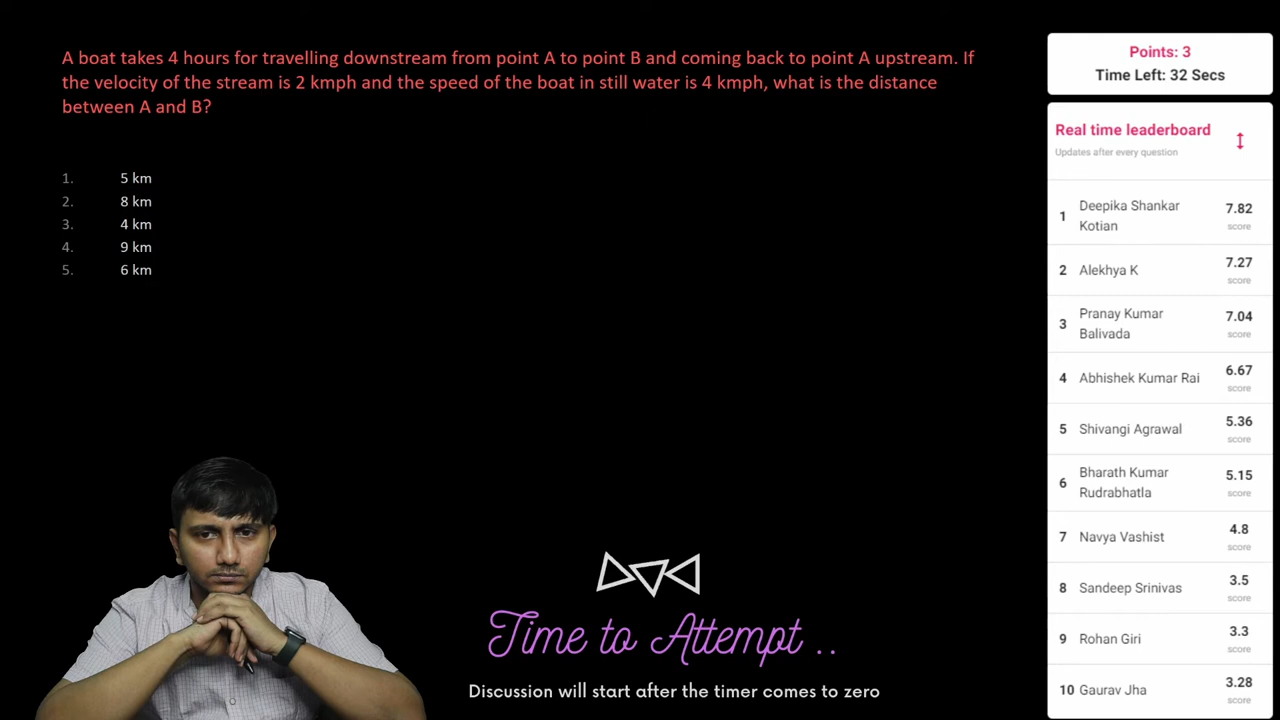 A boat takes 4 hours for travelling downstream from point A to point B and coming back to point A upstream. If
the velocity of the stream is 2 kmph and the speed of the boat in still water is 4 kmph, what is the distance
between A and B?
1. 5 km
2. 8 km
3. 4 km
4. 9 km
5. 6 km
Time to Attempt ..
Discussion will start after the timer comes to zero
Points: 3
Time Left: 32 Secs
Real time leaderboard
Updates after every question
1 Deepika Shankar Kotian 7.82 score
2 Alekhya K 7.27 score
3 Pranay Kumar Balivada 7.04 score
4 Abhishek Kumar Rai 6.67 score
5 Shivangi Agrawal 5.36 score
6 Bharath Kumar Rudrabhatla 5.15 score
7 Navya Vashist 4.8 score
8 Sandeep Srinivas 3.5 score
9 Rohan Giri 3.3 score
10 Gaurav Jha 3.28 score